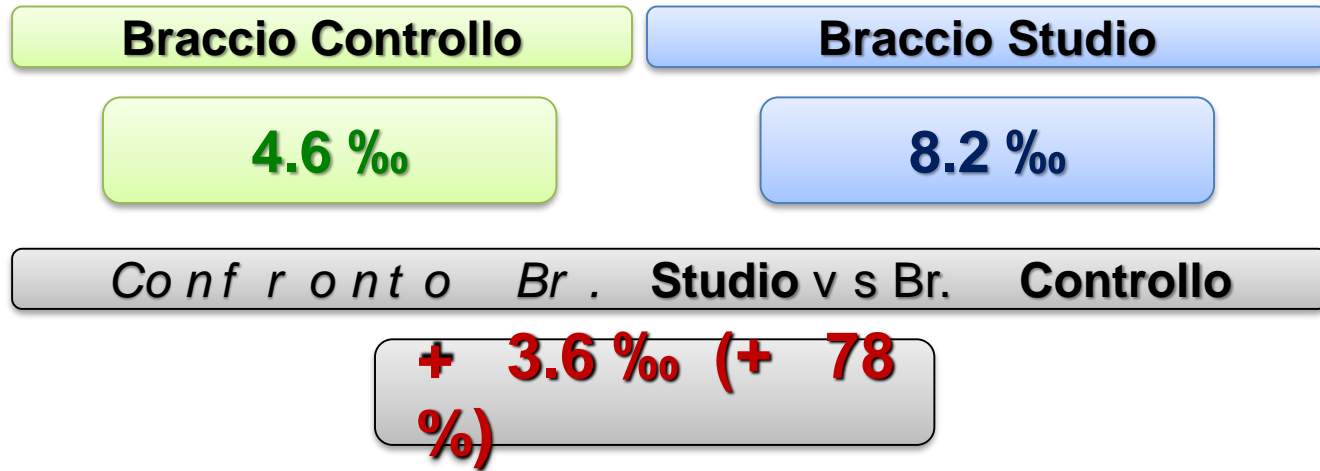 Braccio Controllo
Braccio Studio
4.6 ‰
8.2 ‰
Confronto Br. Studio vs Br. Controllo
+ 3.6 ‰ (+ 78
%)